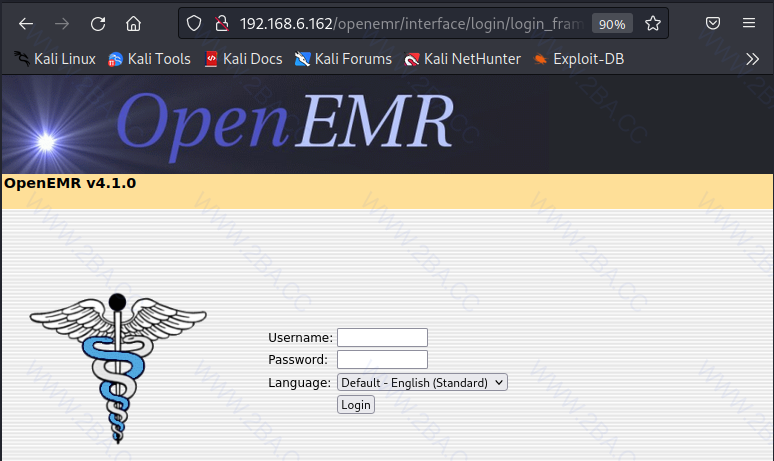 192.168.6.162/openemr/interface/login/login_fram
90%
Kali Linux Kali Tools Kali Docs Kali Forums Kali NetHunter Exploit-DB
OpenEMR
OpenEMR v4.1.0
Username:
Password:
Language: Default - English (Standard)
Login
WWW.2BA.CC